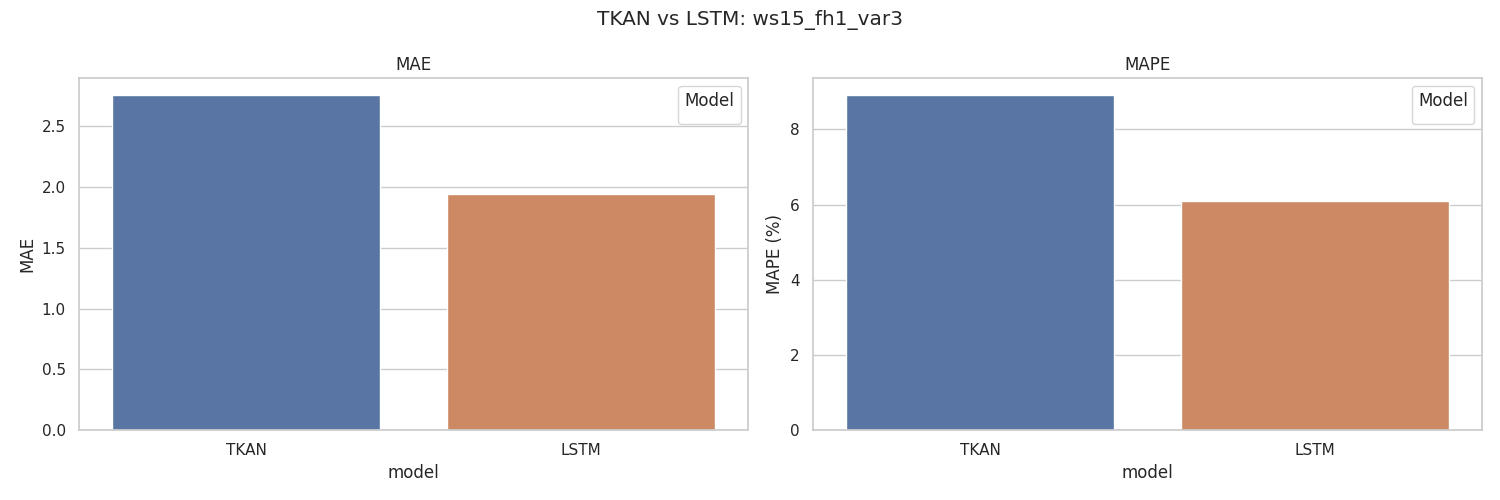 TKAN vs LSTM: ws15_fh1_var3
MAE
Model
2.5
2.0
1.5
1.0
0.5
0.0
MAE
TKAN
LSTM
model
MAPE
Model
8
6
4
2
0
MAPE (%)
TKAN
LSTM
model